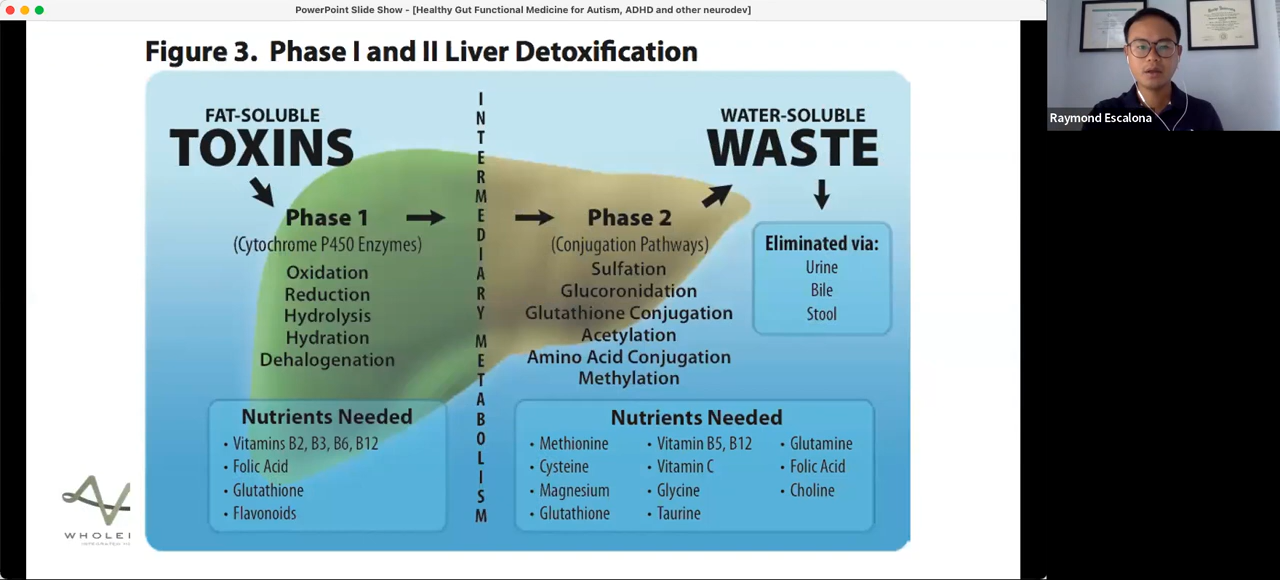 PowerPoint Slide Show - [Healthy Gut Functional Medicine for Autism, ADHD and other neurodev]
Figure 3. Phase I and II Liver Detoxification
FAT-SOLUBLE
TOXINS
Phase 1
(Cytochrome P450 Enzymes)
Oxidation
Reduction
Hydrolysis
Hydration
Dehalogenation
Nutrients Needed
• Vitamins B2, B3, B6, B12
• Folic Acid
• Glutathione
• Flavonoids
INTERMEDIARY METABOLISM
Phase 2
(Conjugation Pathways)
Sulfation
Glucoronidation
Glutathione Conjugation
Acetylation
Amino Acid Conjugation
Methylation
Nutrients Needed
• Methionine
• Cysteine
• Magnesium
• Glutathione
• Vitamin B5, B12
• Vitamin C
• Glycine
• Taurine
• Glutamine
• Folic Acid
• Choline
WATER-SOLUBLE
WASTE
Eliminated via:
Urine
Bile
Stool
WHOLE
Raymond Escalona